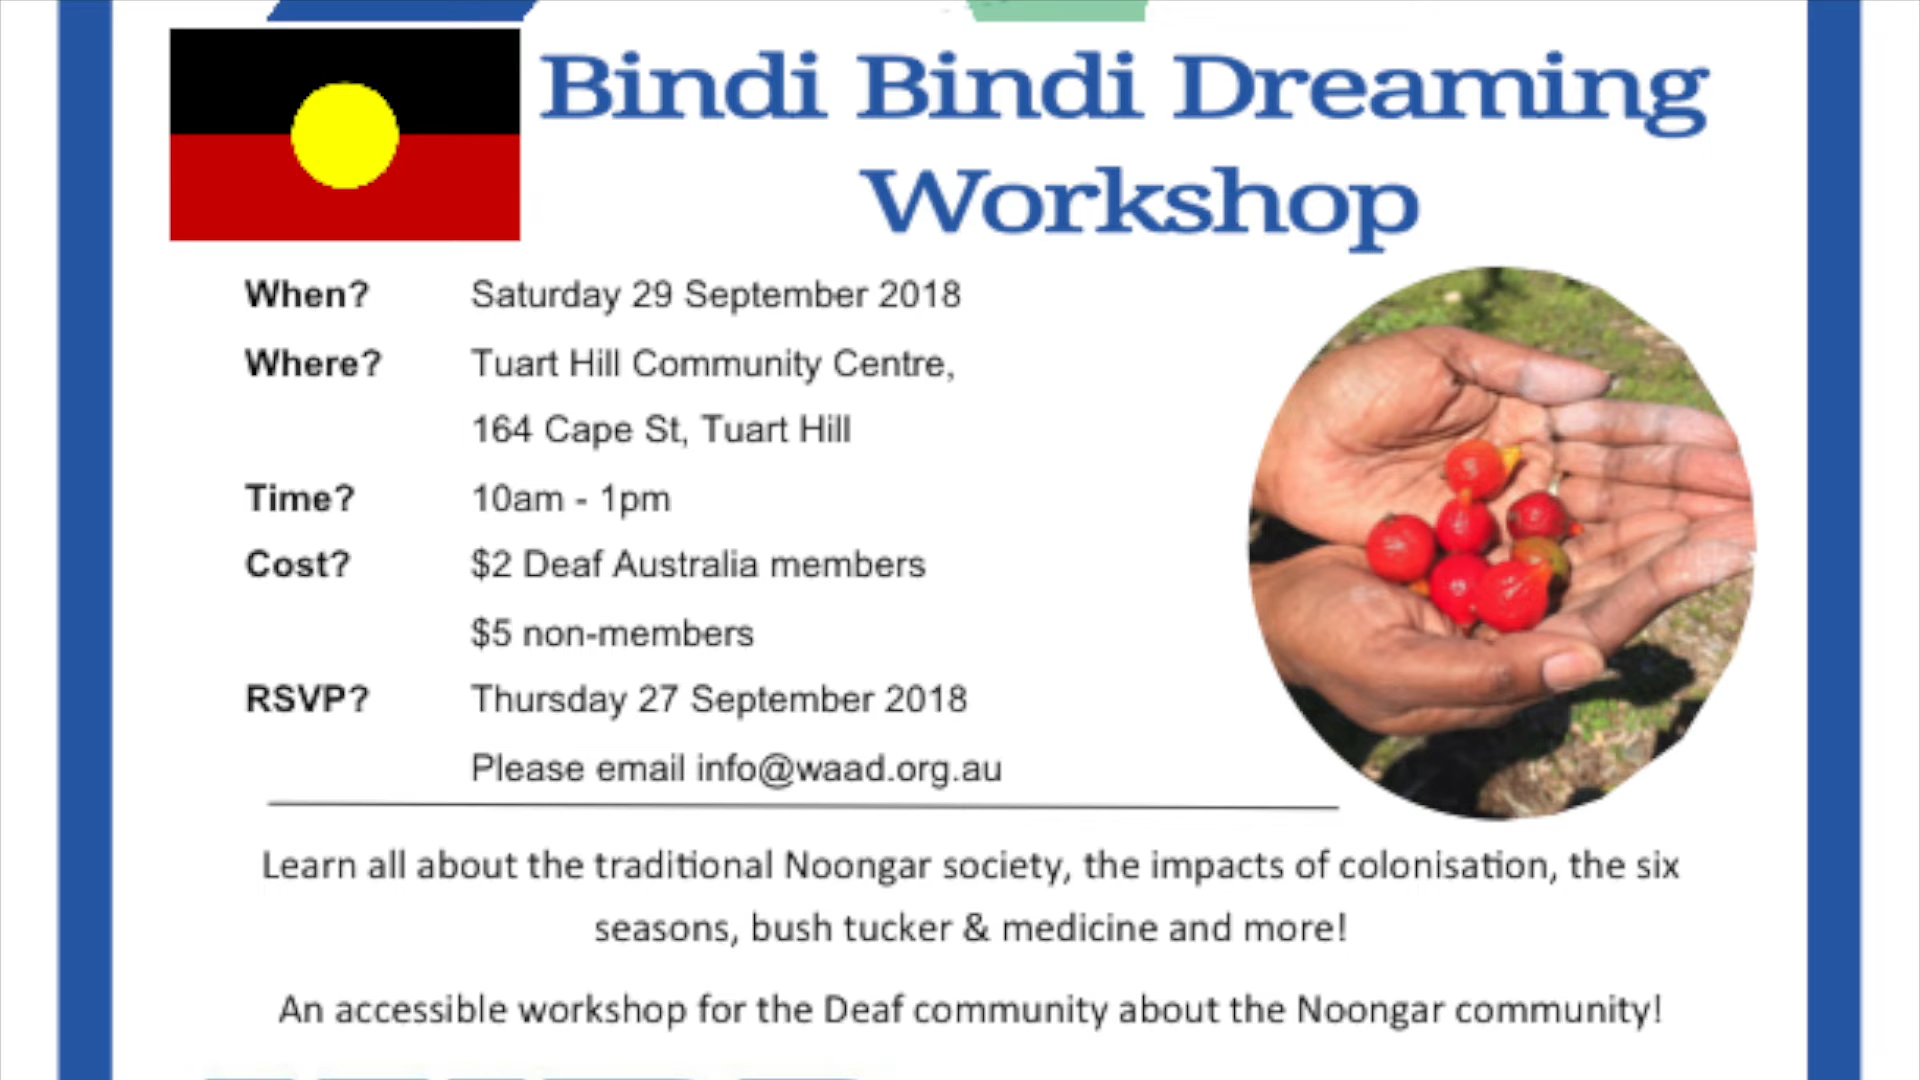 Bindi Bindi Dreaming
Workshop
When? Saturday 29 September 2018
Where? Tuart Hill Community Centre,
164 Cape St, Tuart Hill
Time? 10am - 1pm
Cost? $2 Deaf Australia members
$5 non-members
RSVP? Thursday 27 September 2018
Please email info@waad.org.au
Learn all about the traditional Noongar society, the impacts of colonisation, the six
seasons, bush tucker & medicine and more!
An accessible workshop for the Deaf community about the Noongar community!